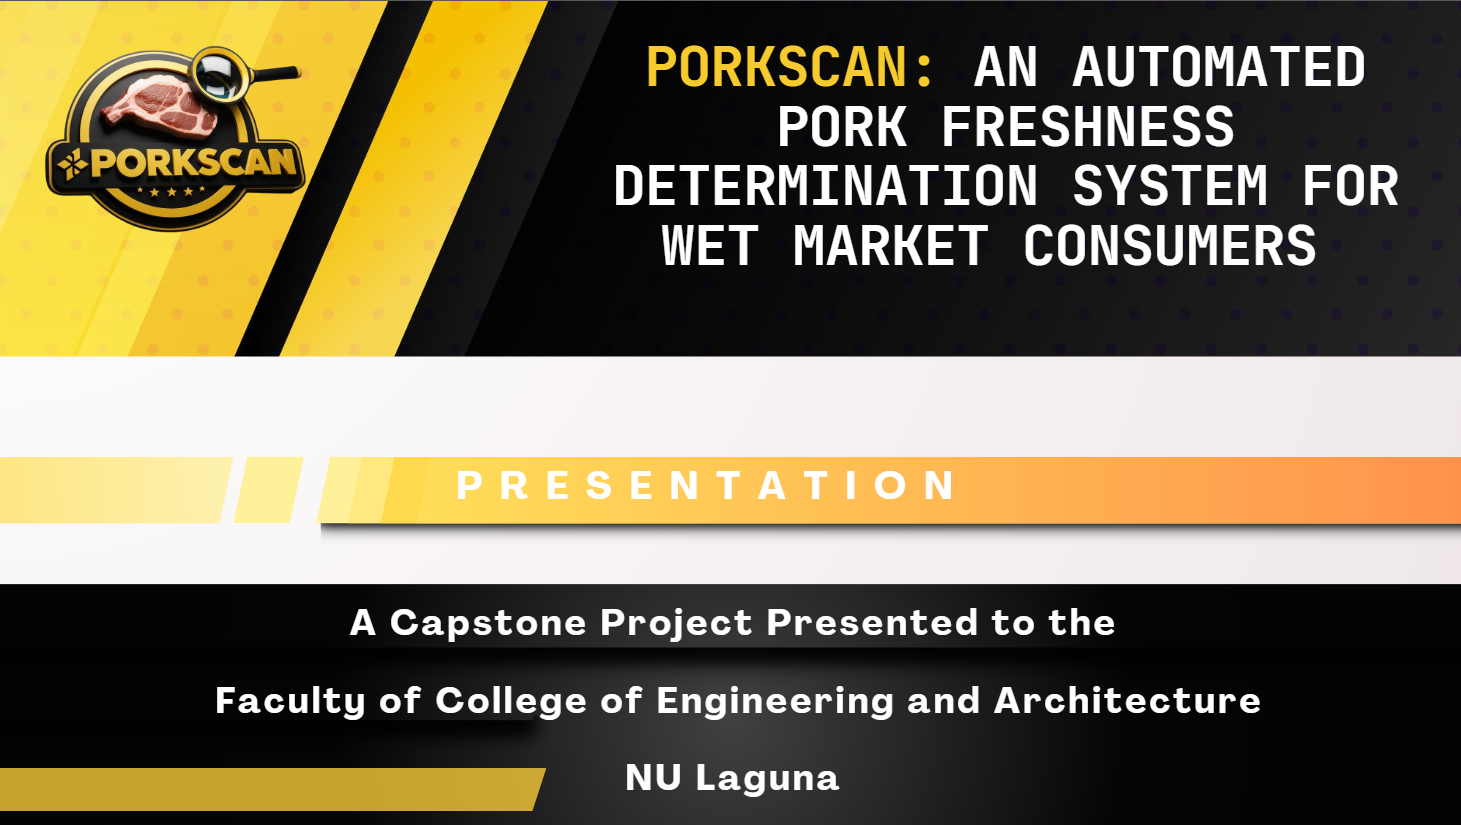 PORKSCAN
PORKSCAN: AN AUTOMATED
PORK FRESHNESS
DETERMINATION SYSTEM FOR
WET MARKET CONSUMERS
PRESENTATION
A Capstone Project Presented to the
Faculty of College of Engineering and Architecture
NU Laguna